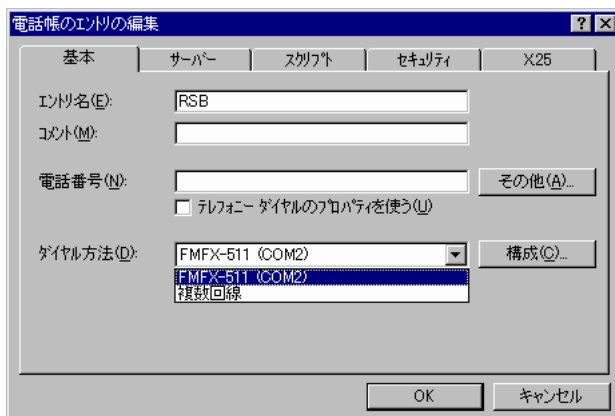 電話帳のエントリの編集
基本 サーバー スクリプト セキュリティ X.25
エントリ名(E): RSB
コメント(M):
電話番号(N): その他(A)...
テレフォニー ダイヤルのプロパティを使う(U)
ダイヤル方法(D): FMFX-511 (COM2) 構成(C)...
FMFX-511 (COM2)
複数回線
OK キャンセル